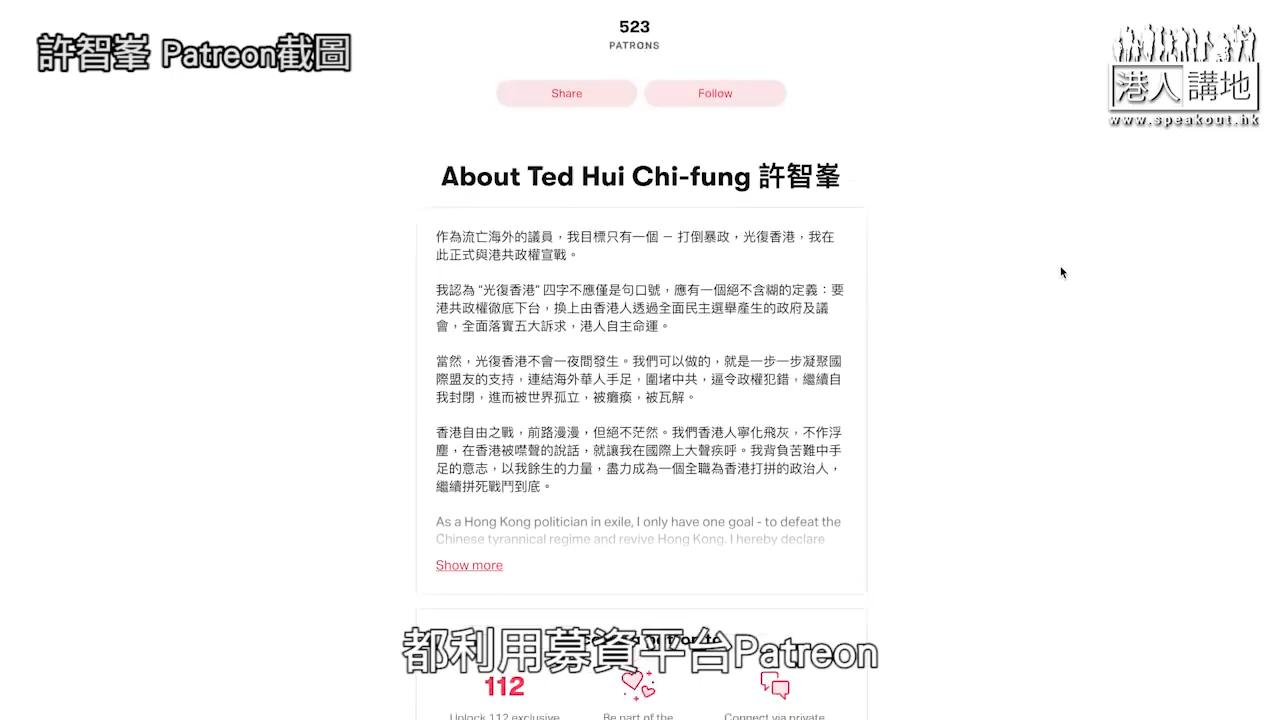 許智峯 Patreon截圖
523
PATRONS
港人講地
www.speakout.hk
Share
Follow
About Ted Hui Chi-fung 許智峯
作為流亡海外的議員，我目標只有一個 — 打倒暴政，光復香港，我在
此正式與港共政權宣戰。
我認為 “光復香港” 四字不應僅是句口號，應有一個絕不含糊的定義：要
港共政權徹底下台，換上由香港人透過全面民主選舉產生的政府及議
會，全面落實五大訴求，港人自主命運。
當然，光復香港不會一夜間發生。我們可以做的，就是一步一步凝聚國
際盟友的支持，連結海外華人手足，圍堵中共，逼令政權犯錯，繼續自
我封閉，進而被世界孤立，被癱瘓，被瓦解。
香港自由之戰，前路漫漫，但絕不茫然。我們香港人寧化飛灰，不作浮
塵，在香港被噤聲的說話，就讓我在國際上大聲疾呼。我背負苦難中手
足的意志，以我餘生的力量，盡力成為一個全職為香港打拼的政治人，
繼續拼死戰鬥到底。
As a Hong Kong politician in exile, I only have one goal - to defeat the
Chinese tyrannical regime and revive Hong Kong. I hereby declare
Show more
都利用募資平台Patreon
112
Unlock 112 exclusive
Be part of the
Connect via private